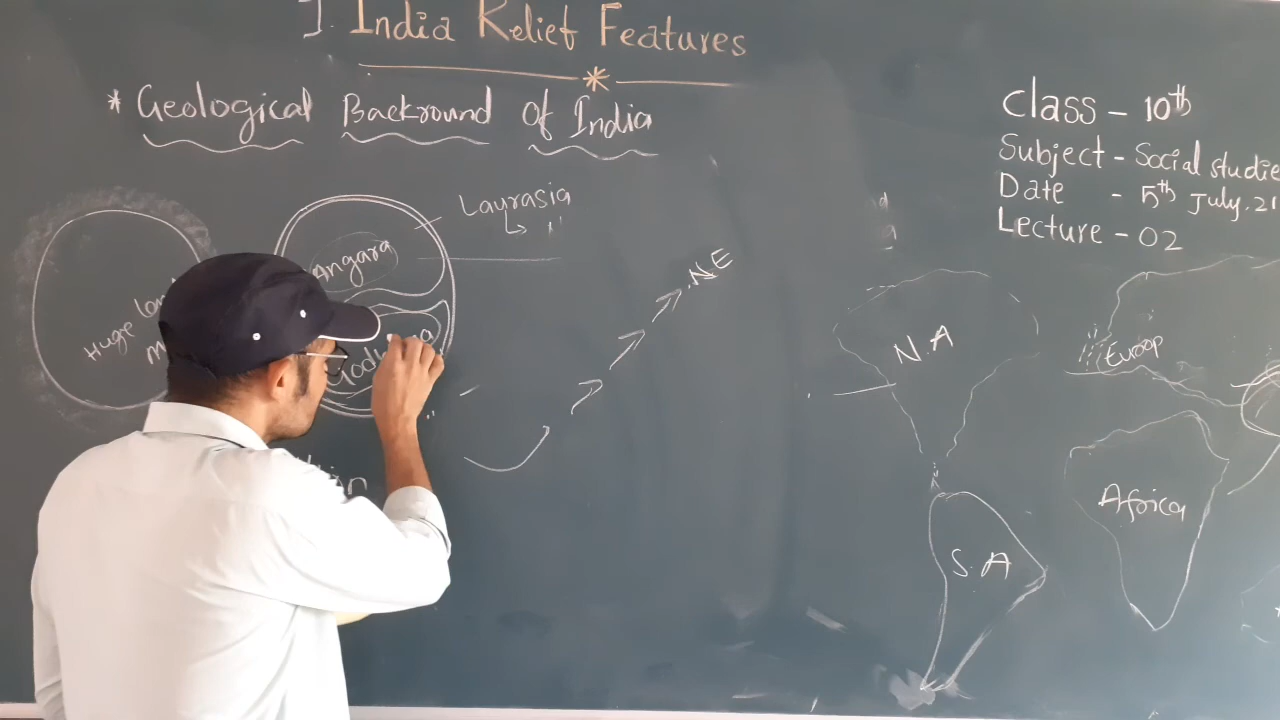 I. India Relief Features
* Geological Backround Of India
Class - 10th
Subject - Social studie
Date - 5th July.21
Lecture - 02
Laurasia
Angara
Huge
N.E
N.A
Europ
Africa
S.A